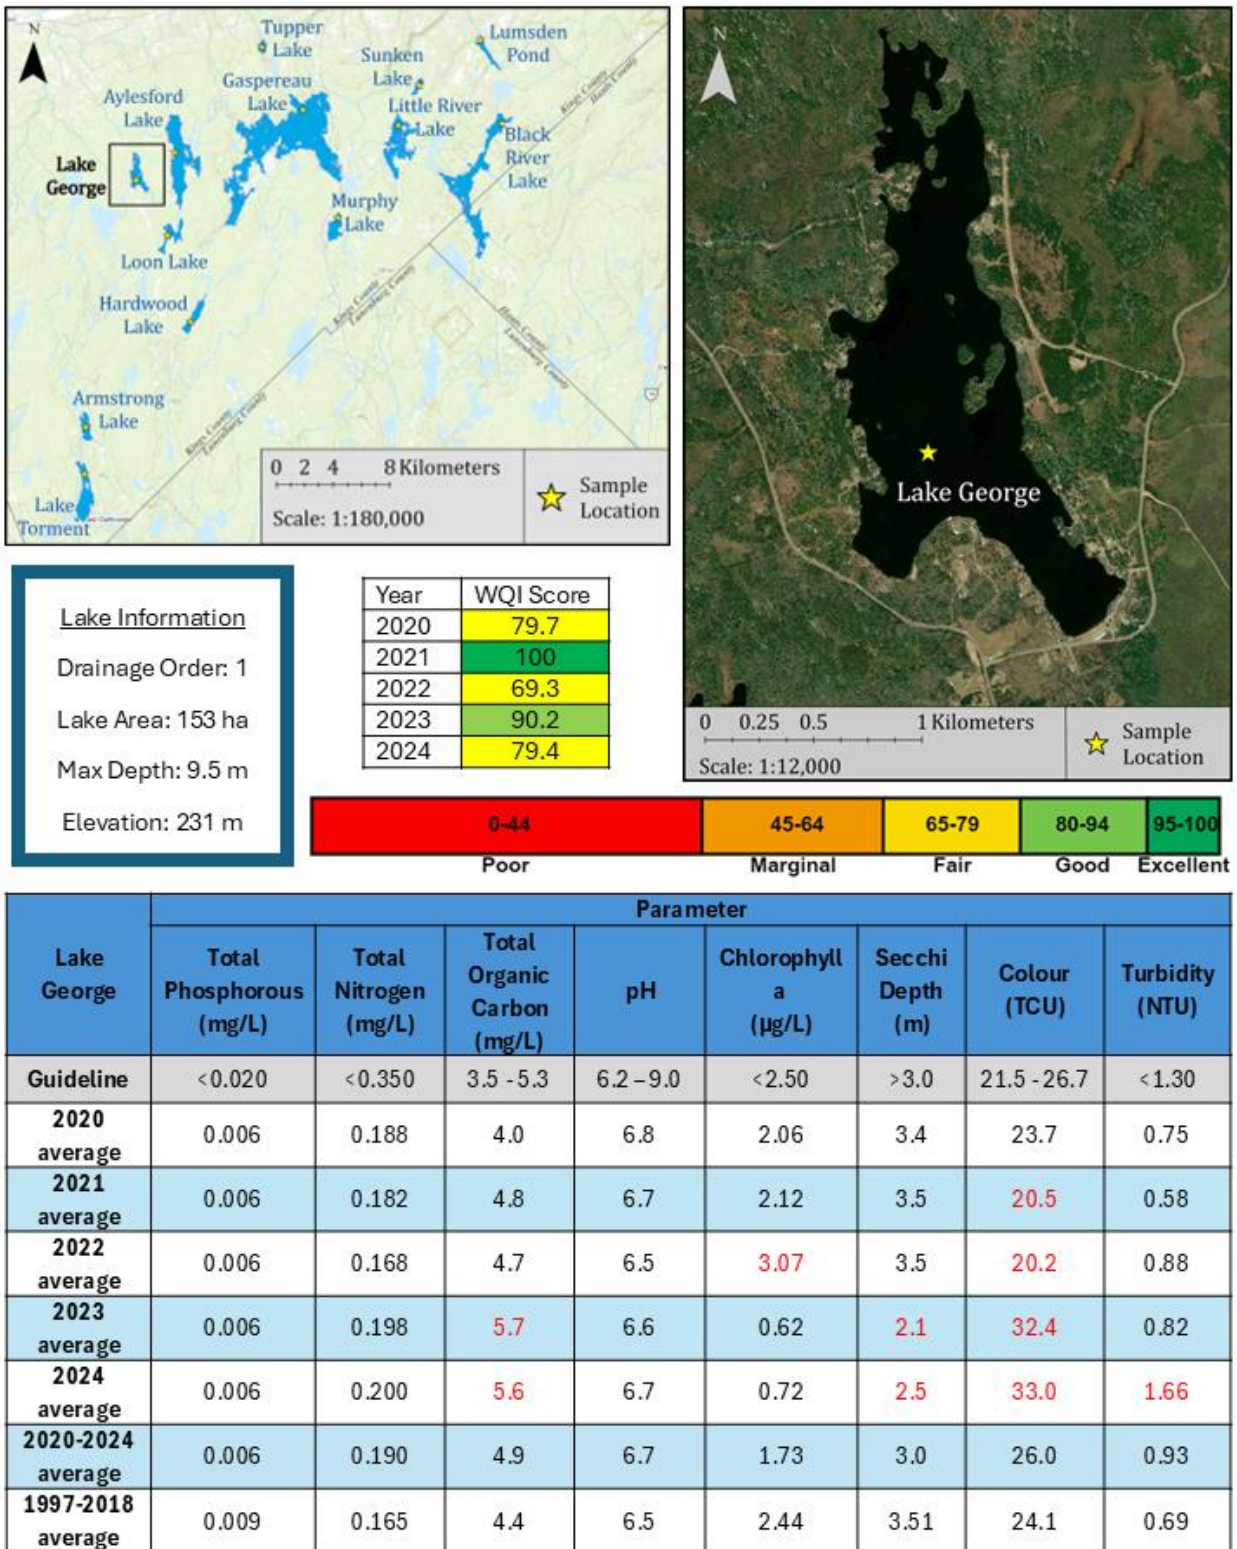 N
Tupper
Lake
Lumsden
Pond
Sunken
Lake
Gaspereau
Lake
Aylesford
Lake
Little River
Lake
Black
River
Lake
Lake
George
Murphy
Lake
Loon Lake
Hardwood
Lake
Armstrong
Lake
Lake
Torment
Kings County
Hants County
Kings County
Lunenburg County
Hants County
Lunenburg County
Kings County
Lunenburg County
0 2 4 8 Kilometers
Scale: 1:180,000
Sample
Location
N
Lake George
0 0.25 0.5 1 Kilometers
Scale: 1:12,000
Sample
Location
Lake Information
Drainage Order: 1
Lake Area: 153 ha
Max Depth: 9.5 m
Elevation: 231 m
Year WQI Score
2020 79.7
2021 100
2022 69.3
2023 90.2
2024 79.4
0-44 45-64 65-79 80-94 95-100
Poor Marginal Fair Good Excellent
Lake
George
Parameter
Total
Phosphorous
(mg/L)
Total
Nitrogen
(mg/L)
Total
Organic
Carbon
(mg/L)
pH
Chlorophyll
a
(µg/L)
Secchi
Depth
(m)
Colour
(TCU)
Turbidity
(NTU)
Guideline <0.020 <0.350 3.5 - 5.3 6.2 – 9.0 <2.50 >3.0 21.5 - 26.7 <1.30
2020
average 0.006 0.188 4.0 6.8 2.06 3.4 23.7 0.75
2021
average 0.006 0.182 4.8 6.7 2.12 3.5 20.5 0.58
2022
average 0.006 0.168 4.7 6.5 3.07 3.5 20.2 0.88
2023
average 0.006 0.198 5.7 6.6 0.62 2.1 32.4 0.82
2024
average 0.006 0.200 5.6 6.7 0.72 2.5 33.0 1.66
2020-2024
average 0.006 0.190 4.9 6.7 1.73 3.0 26.0 0.93
1997-2018
average 0.009 0.165 4.4 6.5 2.44 3.51 24.1 0.69